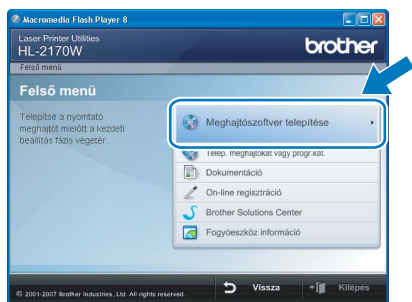 Macromedia Flash Player 8
Laser Printer Utilities
HL-2170W
brother
Felső menü
Felső menü
Telepítse a nyomtató
meghajtót mielőtt a kezdeti
beállítás fázis végetér.
Meghajtószoftver telepítése
Telep. meghajtókat vagy progr.kat.
Dokumentáció
On-line regisztráció
Brother Solutions Center
Fogyóeszköz információ
© 2001-2007 Brother Industries, Ltd. All rights reserved.
Vissza
Kilépés